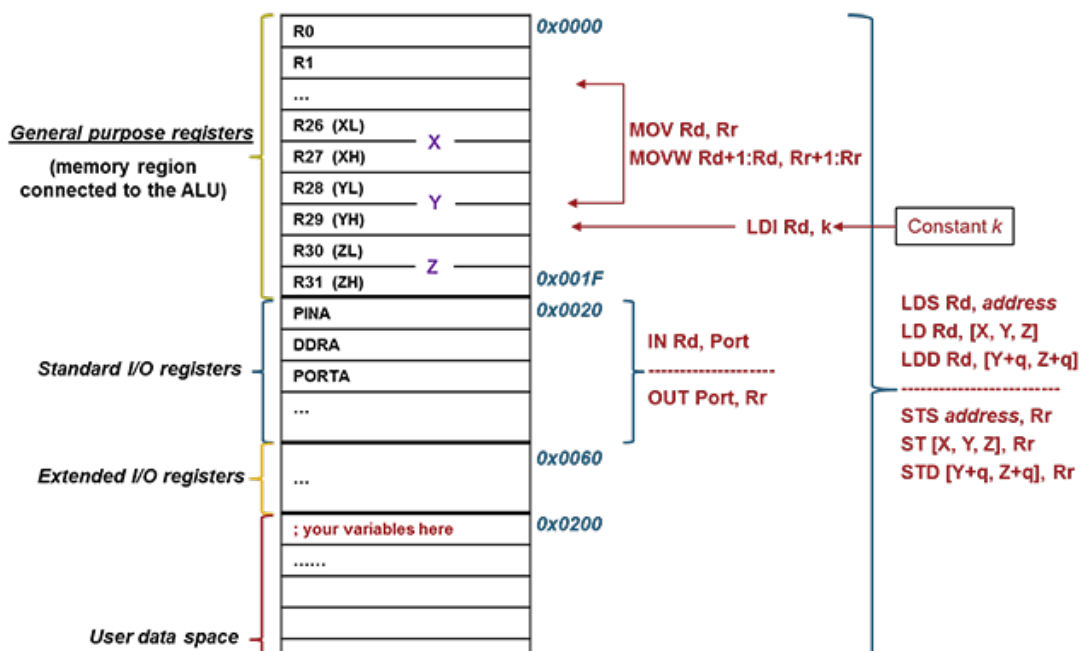 R0
0x0000
R1
...
General purpose registers
(memory region
connected to the ALU)
R26 (XL)
X
R27 (XH)
R28 (YL)
Y
R29 (YH)
R30 (ZL)
Z
R31 (ZH)
0x001F
MOV Rd, Rr
MOVW Rd+1:Rd, Rr+1:Rr
LDI Rd, k
Constant k
PINA
0x0020
DDRA
PORTA
...
Standard I/O registers
IN Rd, Port
--------------------
OUT Port, Rr
LDS Rd, address
LD Rd, [X, Y, Z]
LDD Rd, [Y+q, Z+q]
-------------------------
STS address, Rr
ST [X, Y, Z], Rr
STD [Y+q, Z+q], Rr
0x0060
Extended I/O registers
...
0x0200
; your variables here
......
User data space